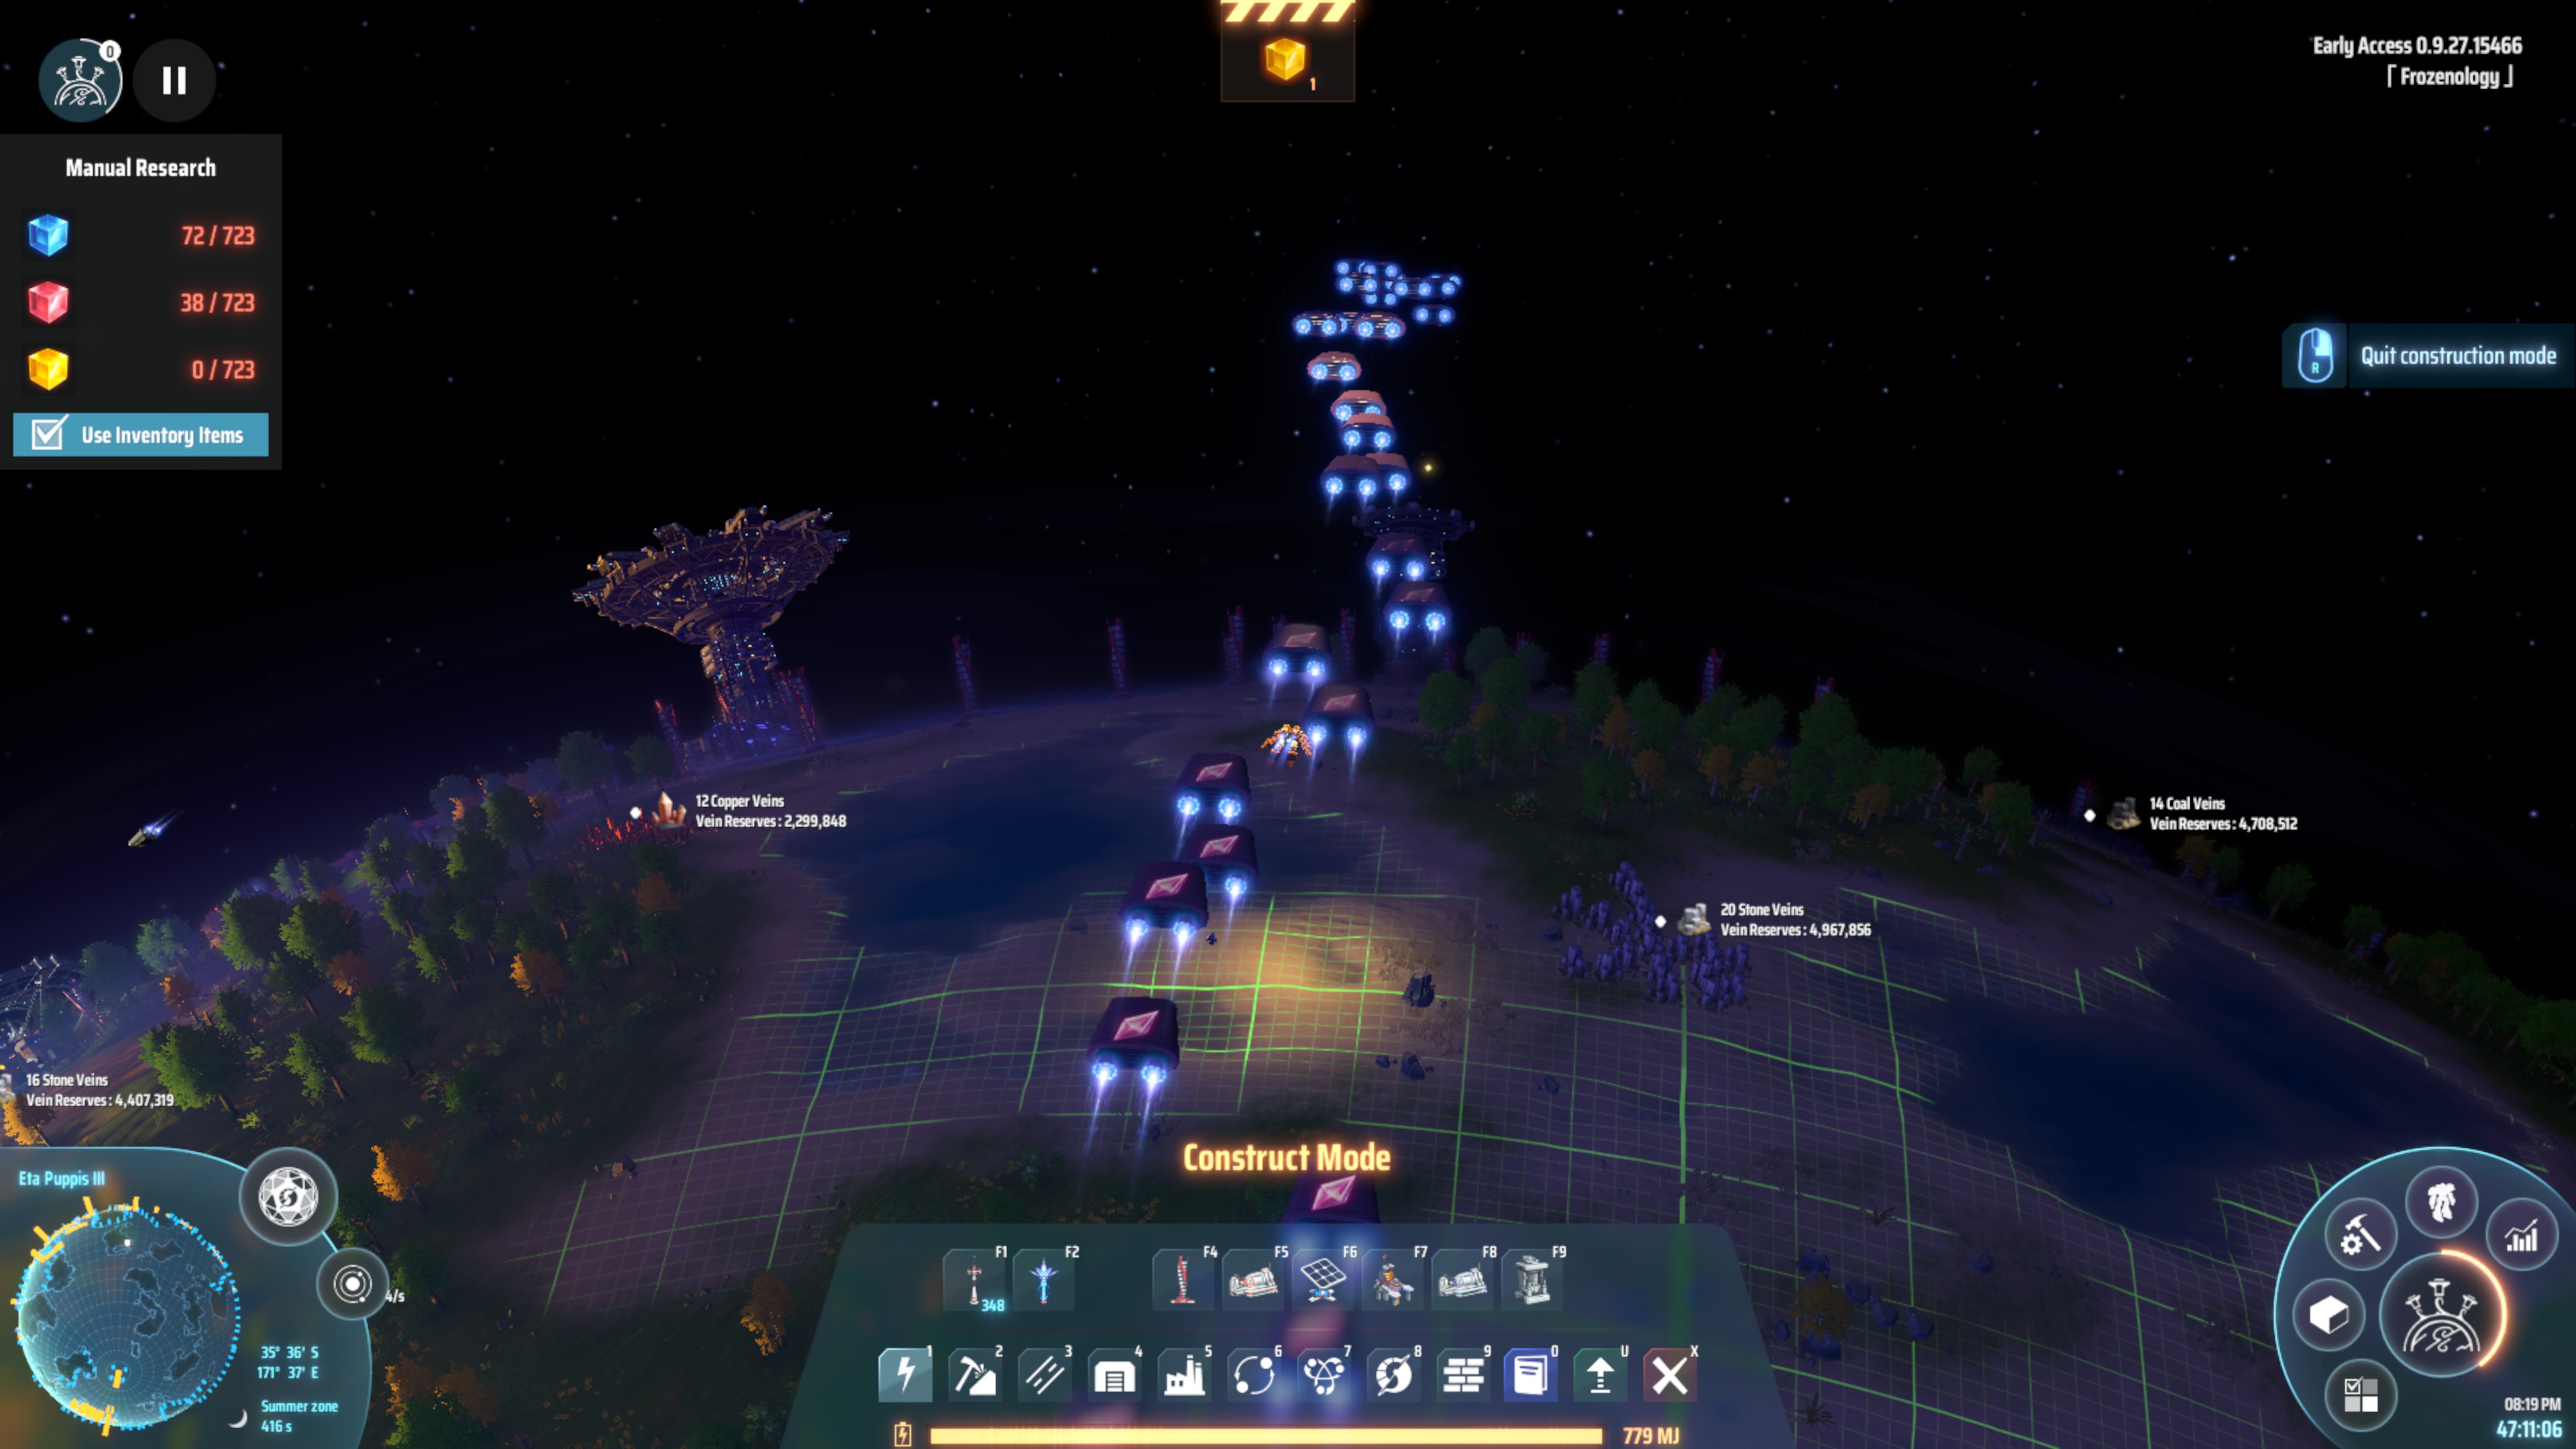 0
1
Early Access 0.9.27.15466
「 Frozenology 」
Manual Research
72 / 723
38 / 723
0 / 723
Use Inventory Items
R
Quit construction mode
12 Copper Veins
Vein Reserves : 2,299,848
14 Coal Veins
Vein Reserves : 4,708,512
20 Stone Veins
Vein Reserves : 4,967,856
16 Stone Veins
Vein Reserves : 4,407,319
Construct Mode
Eta Puppis III
4/s
35° 36′ S
171° 37′ E
Summer zone
416 s
F1 F2 F4 F5 F6 F7 F8 F9
348
1 2 3 4 5 6 7 8 9 0 U X
779 MJ
08:19 PM
47:11:06